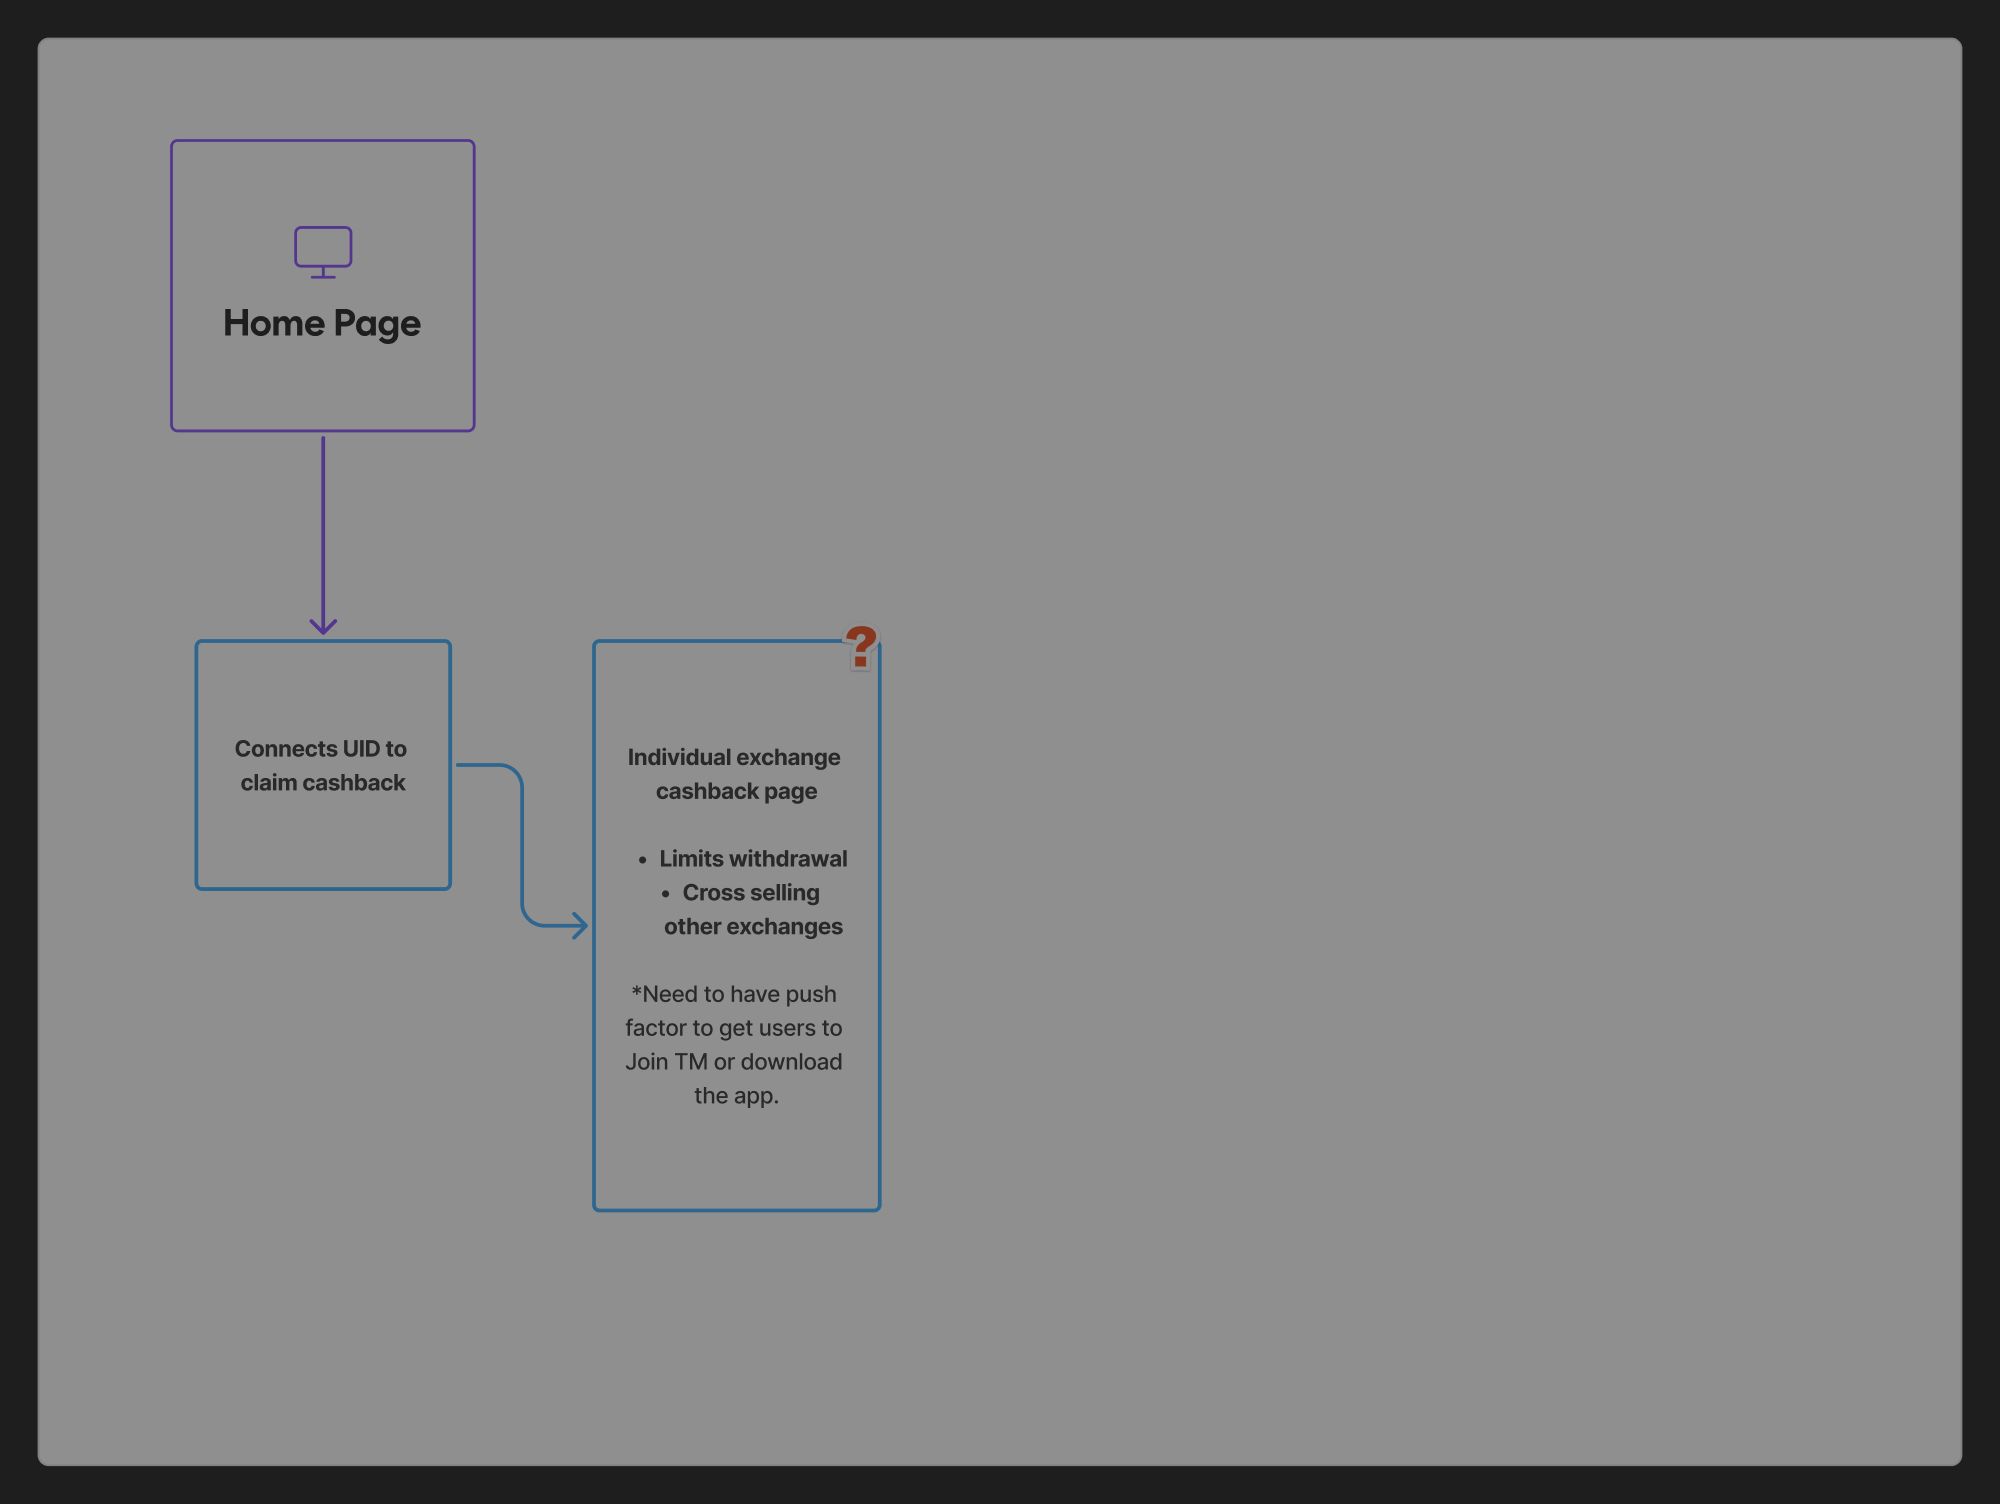 Home Page
Connects UID to
claim cashback
?
Individual exchange
cashback page
• Limits withdrawal
• Cross selling
other exchanges
*Need to have push
factor to get users to
Join TM or download
the app.